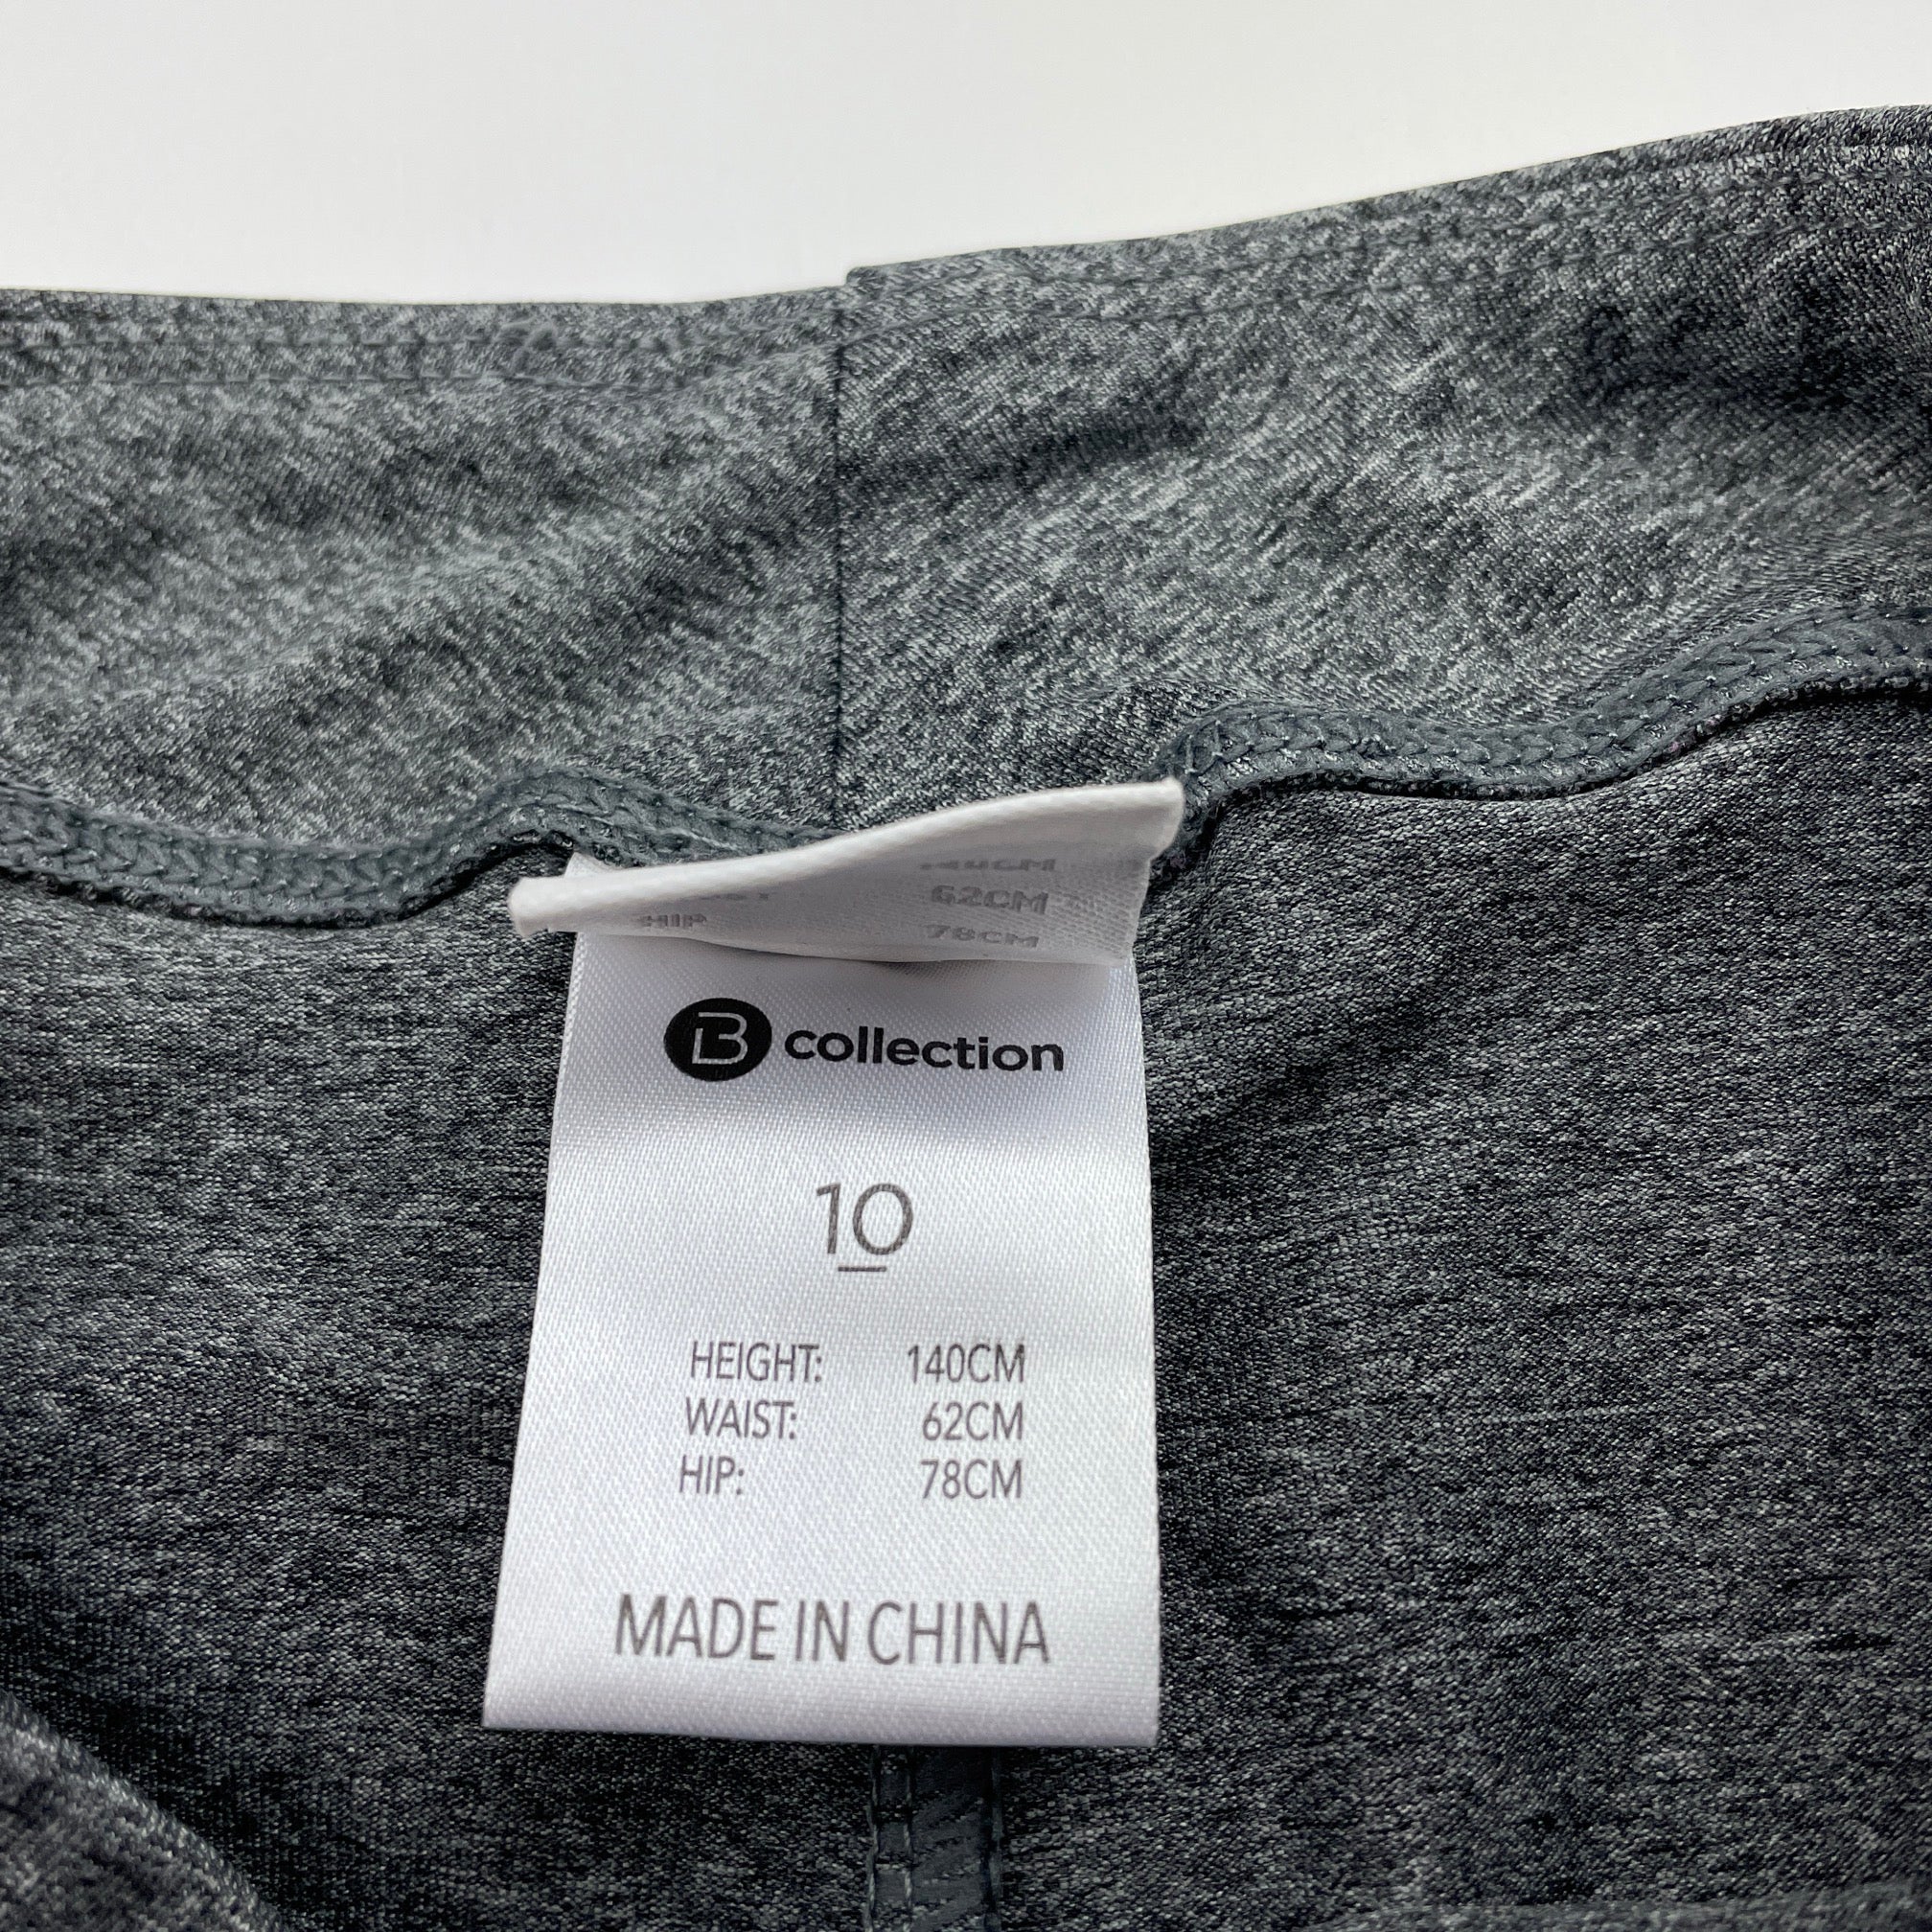 HIP
62CM
78CM
B collection
10
HEIGHT: 140CM
WAIST: 62CM
HIP: 78CM
MADE IN CHINA